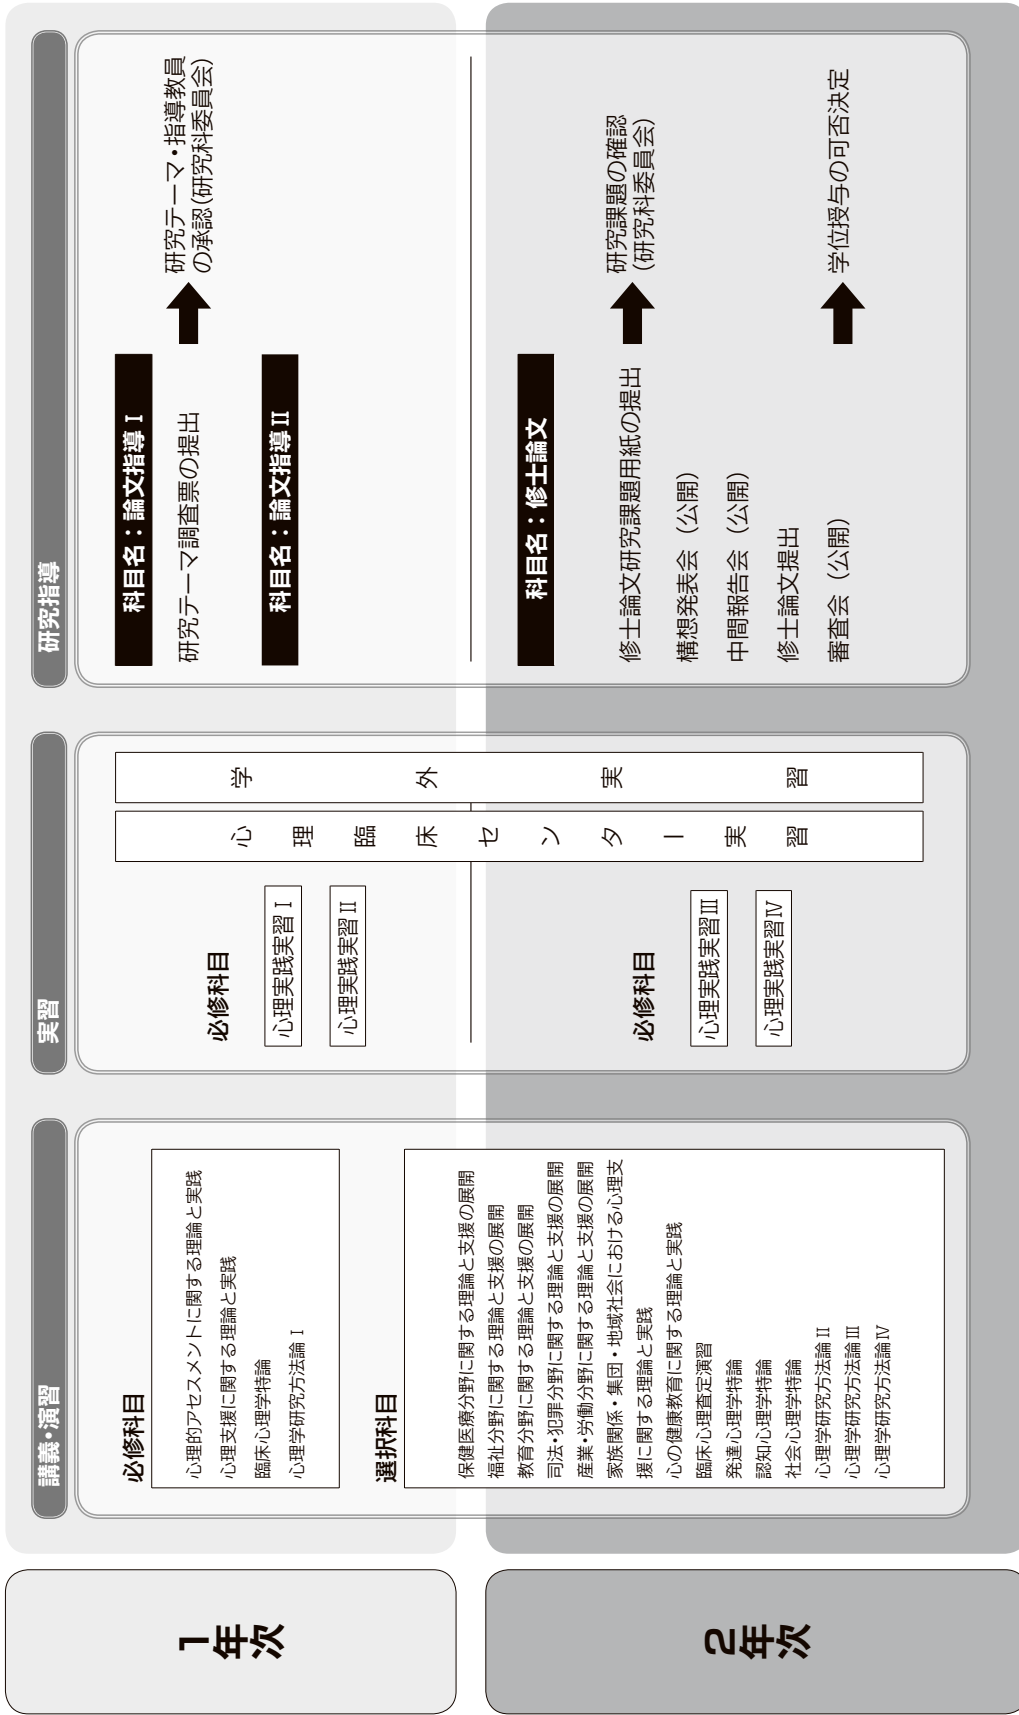 1年次
2年次
講義・演習
必修科目
心理的アセスメントに関する理論と実践
心理支援に関する理論と実践
臨床心理学特論
心理学研究方法論Ⅰ
選択科目
保健医療分野に関する理論と支援の展開
福祉分野に関する理論と支援の展開
教育分野に関する理論と支援の展開
司法・犯罪分野に関する理論と支援の展開
産業・労働分野に関する理論と支援の展開
家族関係・集団・地域社会における心理支
援に関する理論と実践
心の健康教育に関する理論と実践
臨床心理査定演習
発達心理学特論
認知心理学特論
社会心理学特論
心理学研究方法論Ⅱ
心理学研究方法論Ⅲ
心理学研究方法論Ⅳ
実習
必修科目
心理実践実習Ⅰ
心理実践実習Ⅱ
必修科目
心理実践実習Ⅲ
心理実践実習Ⅳ
心理臨床センター実習
学外実習
研究指導
科目名：論文指導Ⅰ
研究テーマ調査票の提出
研究テーマ・指導教員
の承認(研究科委員会)
科目名：論文指導Ⅱ
科目名：修士論文
修士論文研究課題用紙の提出
研究課題の確認
(研究科委員会)
構想発表会（公開）
中間報告会（公開）
修士論文提出
審査会（公開）
学位授与の可否決定